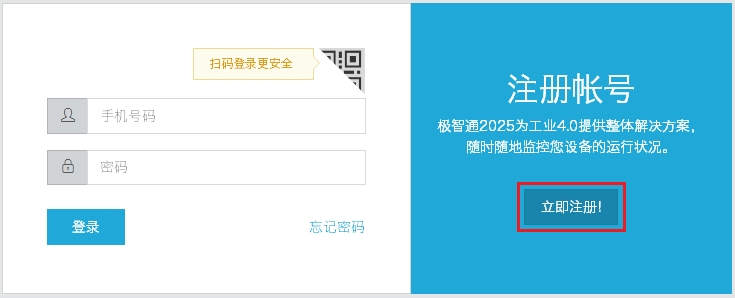 扫码登录更安全
手机号码
密码
登录
忘记密码
注册帐号
极智通2025为工业4.0提供整体解决方案，
随时随地监控您设备的运行状况。
立即注册!